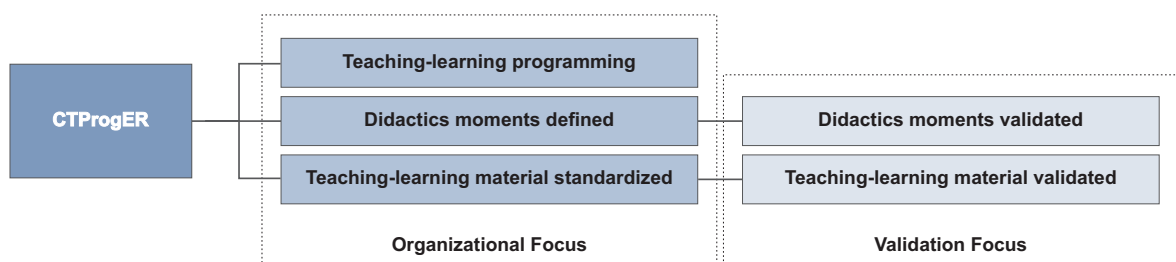 Teaching-learning programming
CTProgER
Didactics moments defined
Didactics moments validated
Teaching-learning material standardized
Teaching-learning material validated
Organizational Focus
Validation Focus